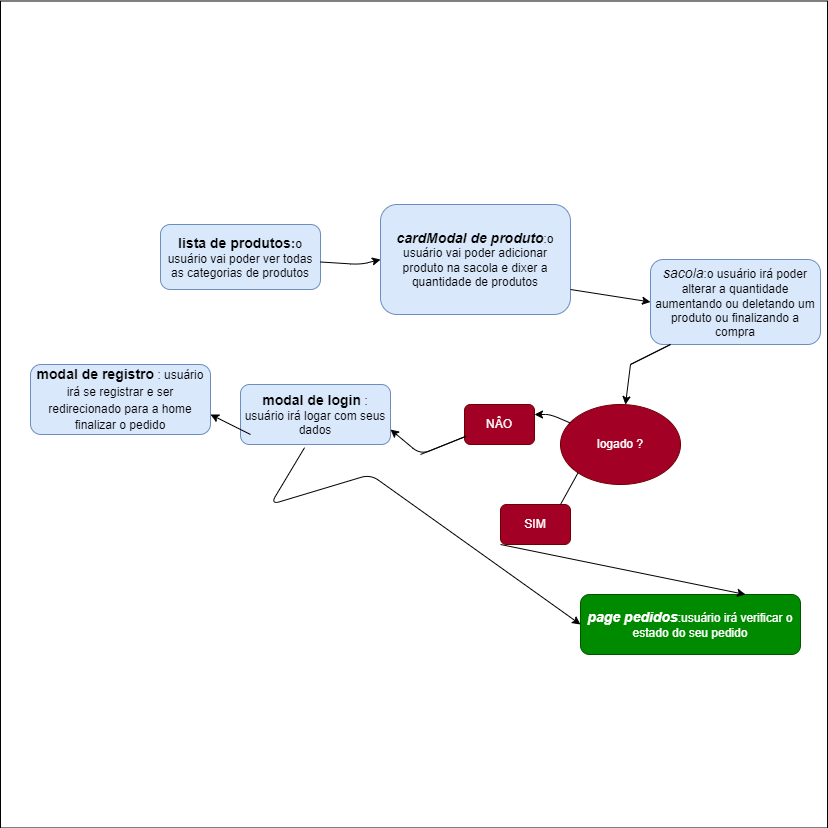 lista de produtos:o
usuário vai poder ver todas
as categorias de produtos
cardModal de produto:o
usuário vai poder adicionar
produto na sacola e dixer a
quantidade de produtos
sacola:o usuário irá poder
alterar a quantidade
aumentando ou deletando um
produto ou finalizando a
compra
modal de registro : usuário
irá se registrar e ser
redirecionado para a home
finalizar o pedido
modal de login :
usuário irá logar com seus
dados
NÂO
logado ?
SIM
page pedidos:usuário irá verificar o
estado do seu pedido